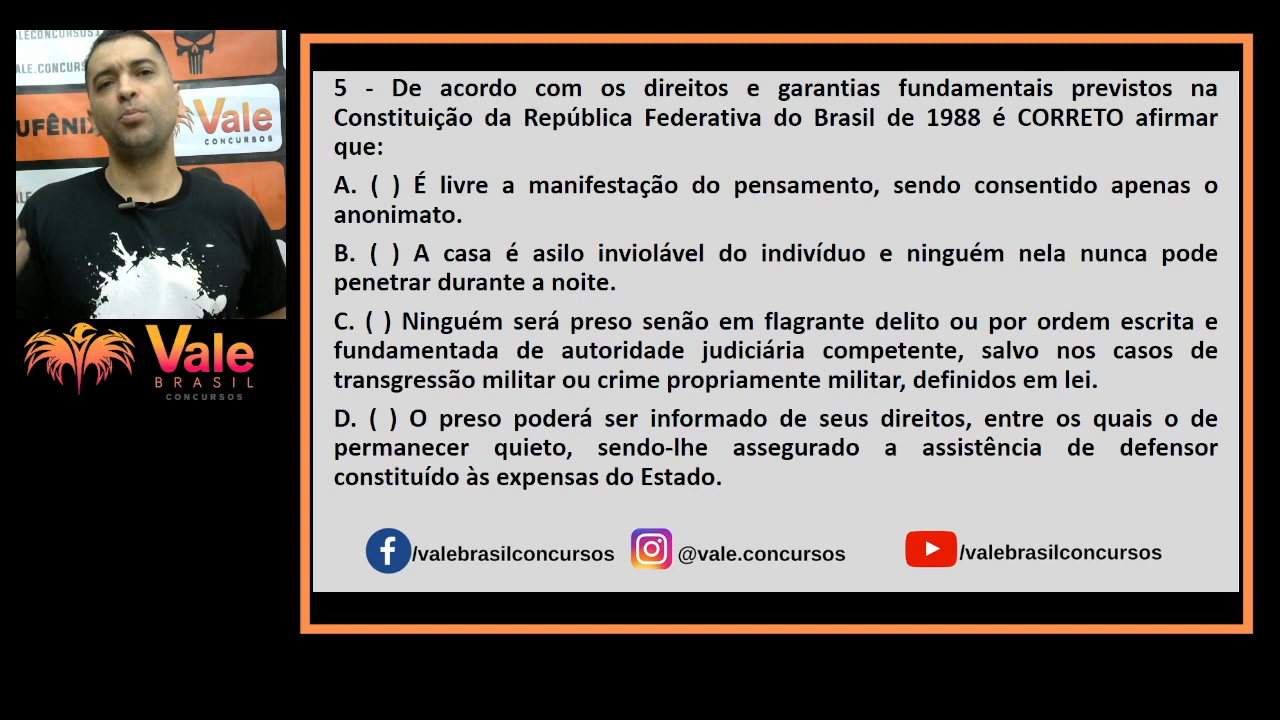 LECONCURSOS
ALE.CONCURS
UFÊNIX
Vale
CONCURSOS
Vale
BRASIL
CONCURSOS
5 - De acordo com os direitos e garantias fundamentais previstos na
Constituição da República Federativa do Brasil de 1988 é CORRETO afirmar
que:
A. ( ) É livre a manifestação do pensamento, sendo consentido apenas o
anonimato.
B. ( ) A casa é asilo inviolável do indivíduo e ninguém nela nunca pode
penetrar durante a noite.
C. ( ) Ninguém será preso senão em flagrante delito ou por ordem escrita e
fundamentada de autoridade judiciária competente, salvo nos casos de
transgressão militar ou crime propriamente militar, definidos em lei.
D. ( ) O preso poderá ser informado de seus direitos, entre os quais o de
permanecer quieto, sendo-lhe assegurado a assistência de defensor
constituído às expensas do Estado.
/valebrasilconcursos
@vale.concursos
/valebrasilconcursos